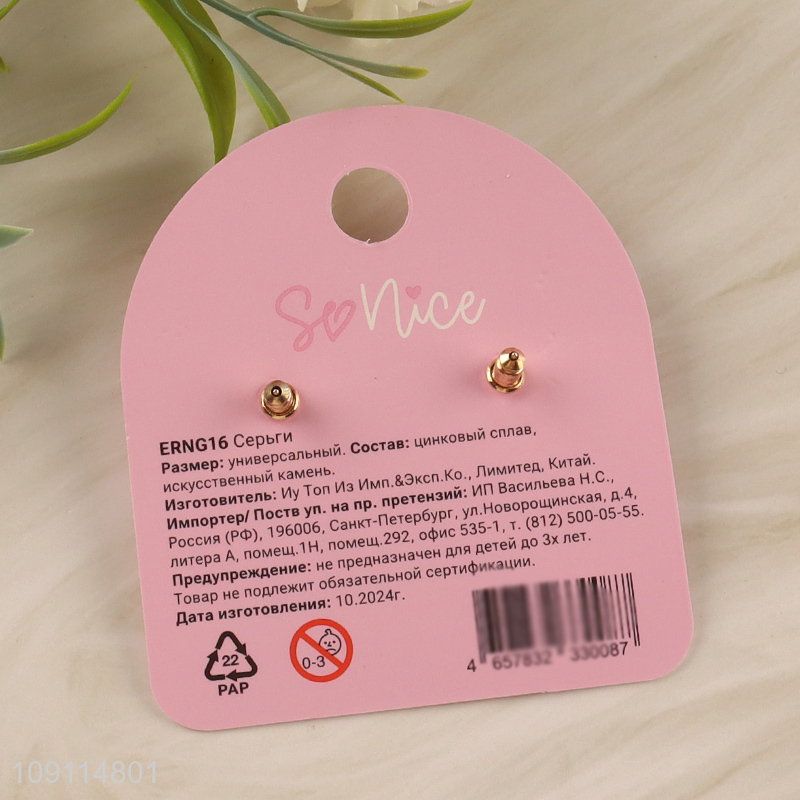 So Nice
ERNG16 Серьги
Размер: универсальный. Состав: цинковый сплав,
искусственный камень.
Изготовитель: Иу Топ Из Имп.&Эксп.Ко., Лимитед, Китай.
Импортер/ Поств уп. на пр. претензий: ИП Васильева Н.С.,
Россия (РФ), 196006, Санкт-Петербург, ул.Новорощинская, д.4,
литера А, помещ.1Н, помещ.292, офис 535-1, т. (812) 500-05-55.
Предупреждение: не предназначен для детей до 3х лет.
Товар не подлежит обязательной сертификации.
Дата изготовления: 10.2024г.
22
PAP
0-3
4 657832 330087
109114801